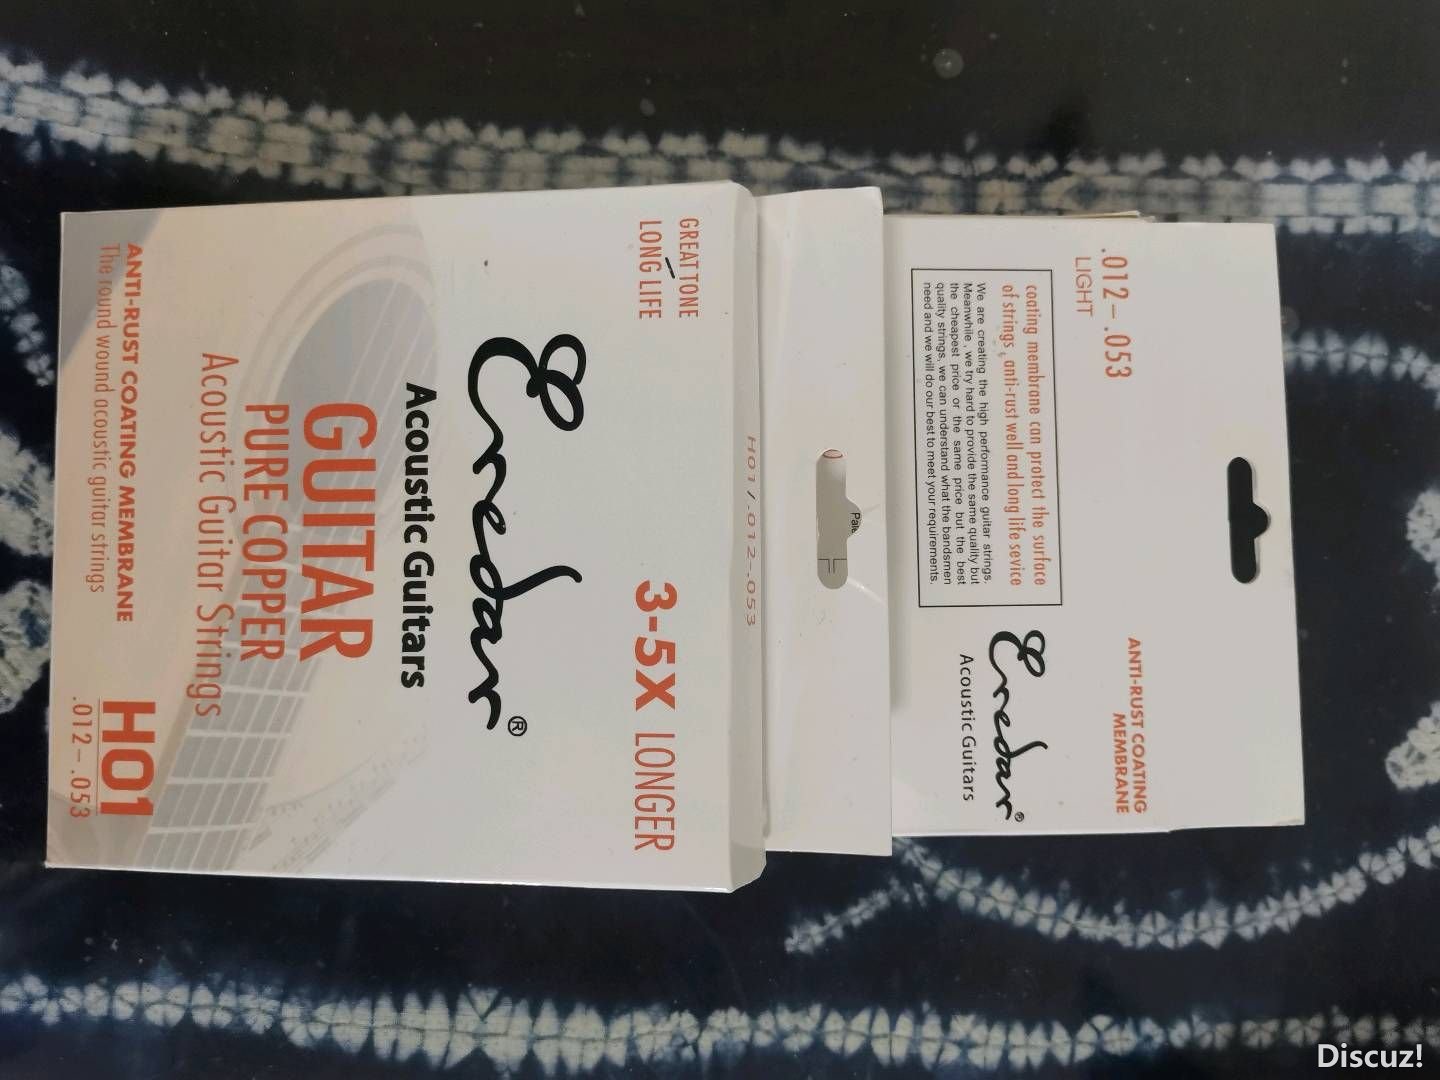 GREAT TONE
LONG LIFE
3-5X LONGER
Eredar®
Acoustic Guitars
GUITAR
PURE COPPER
Acoustic Guitar Strings
ANTI-RUST COATING MEMBRANE
The round wound acoustic guitar strings
H01
.012-.053
H01/.012-.053
.012-.053
LIGHT
ANTI-RUST COATING
MEMBRANE
coating membrane can protect the surface
of strings, anti-rust well and long life sevice
We are creating the high performance guitar strings.
Meanwhile, we try hard to provide the same quality but
the cheapest price or the same price but the best
quality strings, we can understand what the bandsmen
need and we will do our best to meet your requirements.
Eredar®
Acoustic Guitars
Discuz!